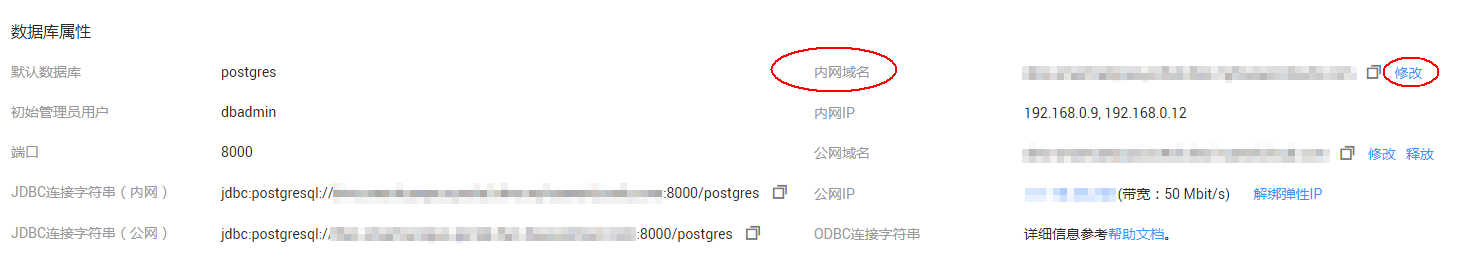 数据库属性
默认数据库 postgres 内网域名 修改
初始管理员用户 dbadmin 内网IP 192.168.0.9, 192.168.0.12
端口 8000 公网域名 修改 释放
JDBC连接字符串（内网） jdbc:postgresql:// :8000/postgres 公网IP (带宽：50 Mbit/s) 解绑弹性IP
JDBC连接字符串（公网） jdbc:postgresql:// :8000/postgres ODBC连接字符串 详细信息参考帮助文档。